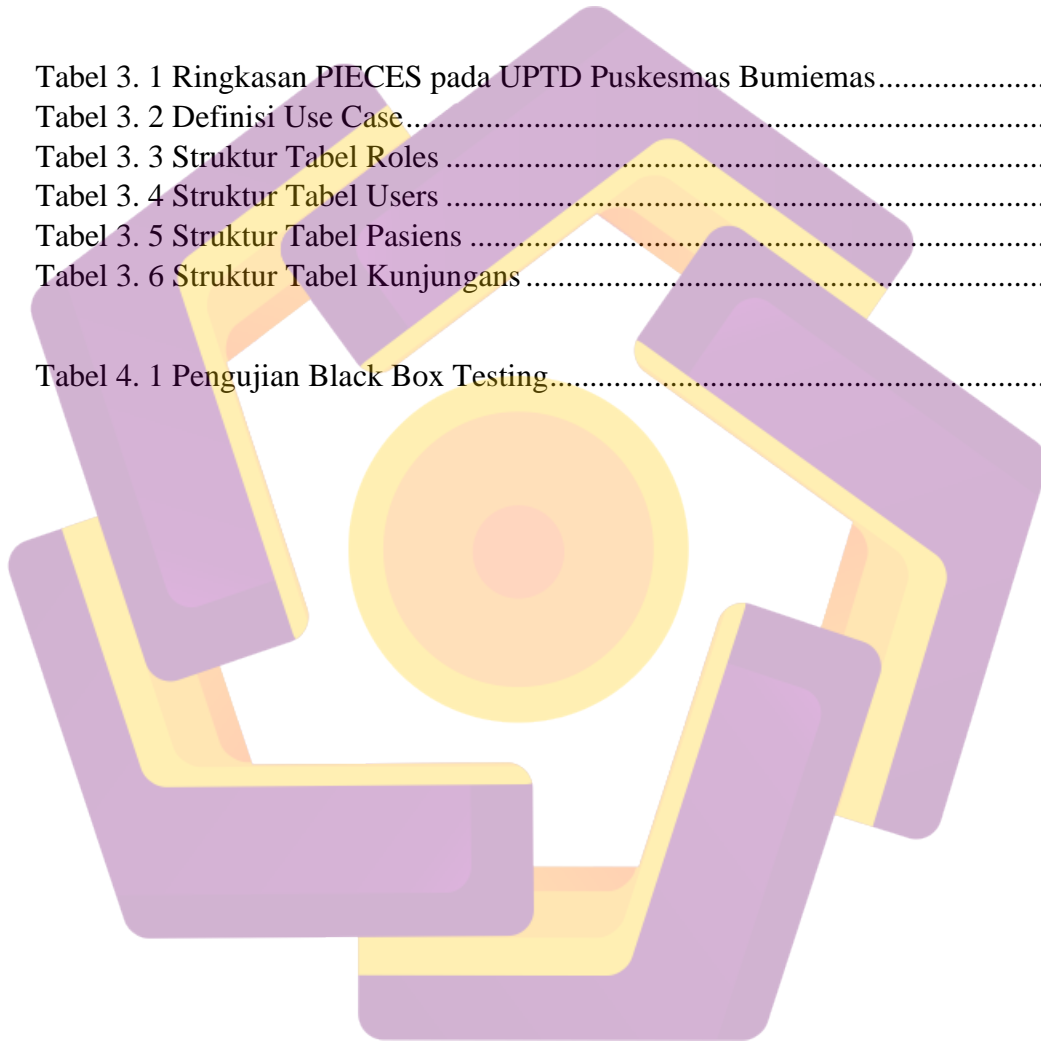 Tabel 3. 1 Ringkasan PIECES pada UPTD Puskesmas Bumiemas......................
Tabel 3. 2 Definisi Use Case.....................................................................................
Tabel 3. 3 Struktur Tabel Roles ................................................................................
Tabel 3. 4 Struktur Tabel Users ................................................................................
Tabel 3. 5 Struktur Tabel Pasiens .............................................................................
Tabel 3. 6 Struktur Tabel Kunjungans ......................................................................
Tabel 4. 1 Pengujian Black Box Testing...................................................................